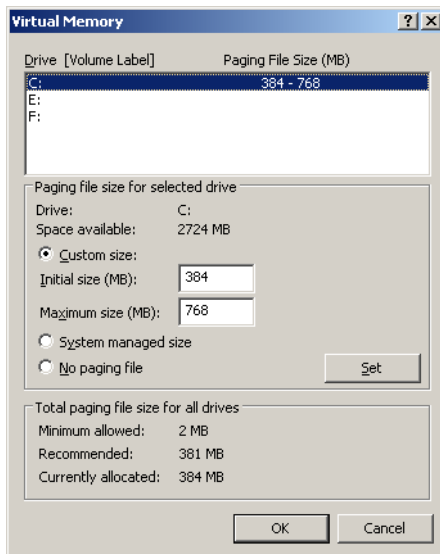 Virtual Memory
Drive [Volume Label] Paging File Size (MB)
C: 384 - 768
E:
F:
Paging file size for selected drive
Drive: C:
Space available: 2724 MB
Custom size:
Initial size (MB): 384
Maximum size (MB): 768
System managed size
No paging file Set
Total paging file size for all drives
Minimum allowed: 2 MB
Recommended: 381 MB
Currently allocated: 384 MB
OK Cancel